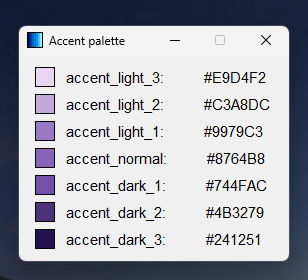 Accent palette
accent_light_3: #E9D4F2
accent_light_2: #C3A8DC
accent_light_1: #9979C3
accent_normal: #8764B8
accent_dark_1: #744FAC
accent_dark_2: #4B3279
accent_dark_3: #241251